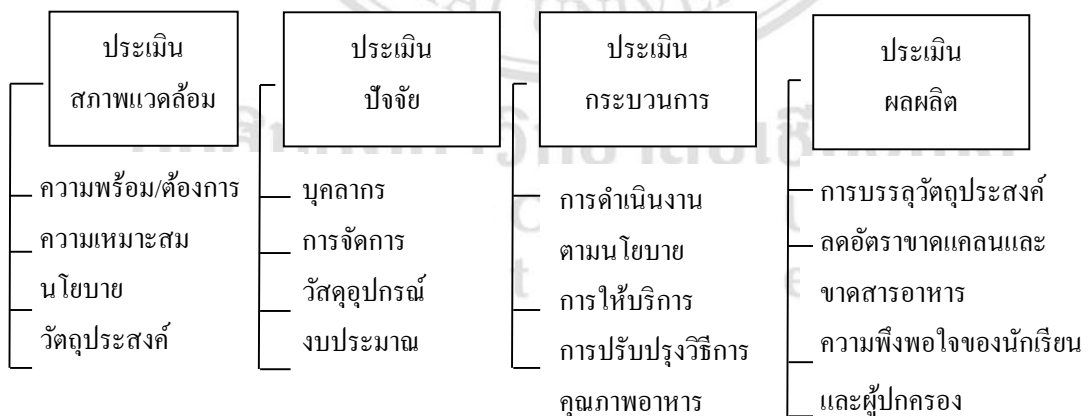 ประเมิน
สภาพแวดล้อม
ความพร้อม/ต้องการ
ความเหมาะสม
นโยบาย
วัตถุประสงค์
ประเมิน
ปัจจัย
บุคลากร
การจัดการ
วัสดุอุปกรณ์
งบประมาณ
ประเมิน
กระบวนการ
การดำเนินงาน
ตามนโยบาย
การให้บริการ
การปรับปรุงวิธีการ
คุณภาพอาหาร
ประเมิน
ผลผลิต
การบรรลุวัตถุประสงค์
ลดอัตราขาดแคลนและ
ขาดสารอาหาร
ความพึงพอใจของนักเรียน
และผู้ปกครอง